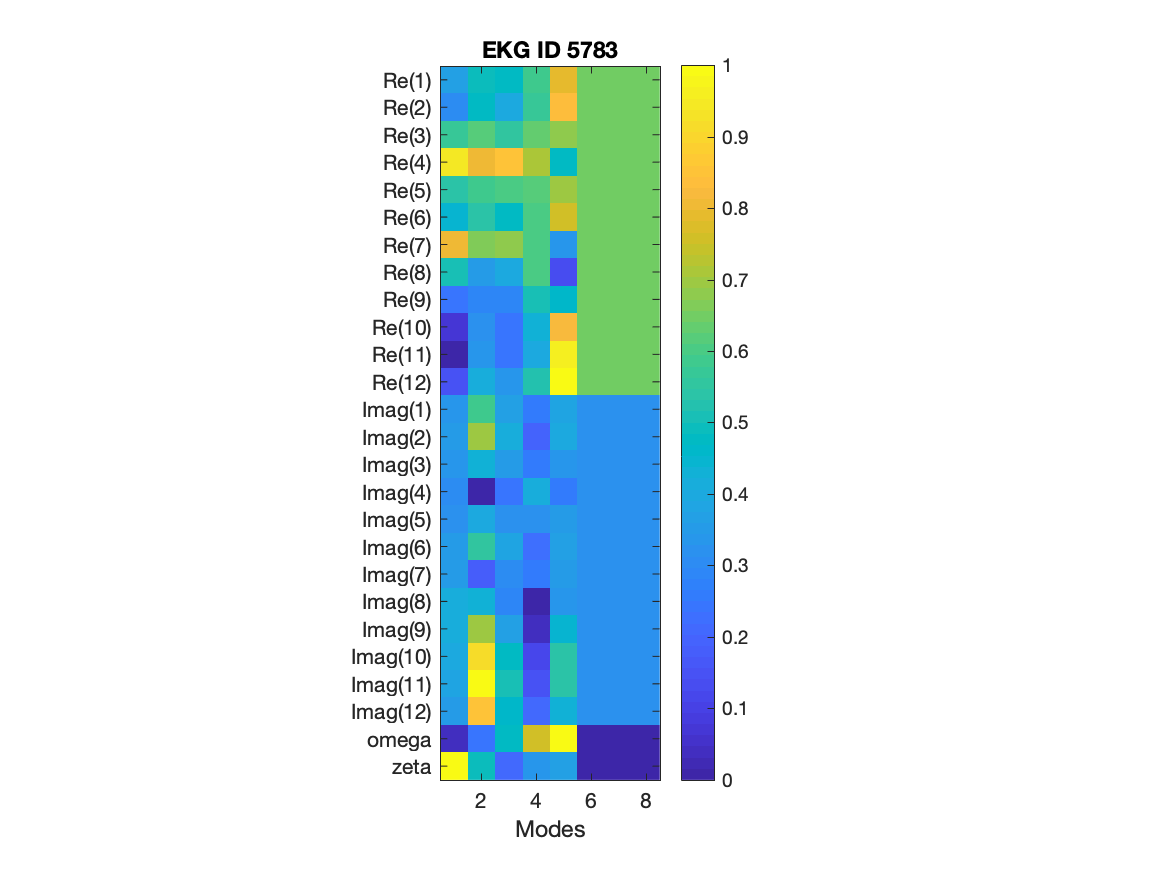 EKG ID 5783
Re(1)
Re(2)
Re(3)
Re(4)
Re(5)
Re(6)
Re(7)
Re(8)
Re(9)
Re(10)
Re(11)
Re(12)
Imag(1)
Imag(2)
Imag(3)
Imag(4)
Imag(5)
Imag(6)
Imag(7)
Imag(8)
Imag(9)
Imag(10)
Imag(11)
Imag(12)
omega
zeta
2 4 6 8
Modes
1
0.9
0.8
0.7
0.6
0.5
0.4
0.3
0.2
0.1
0